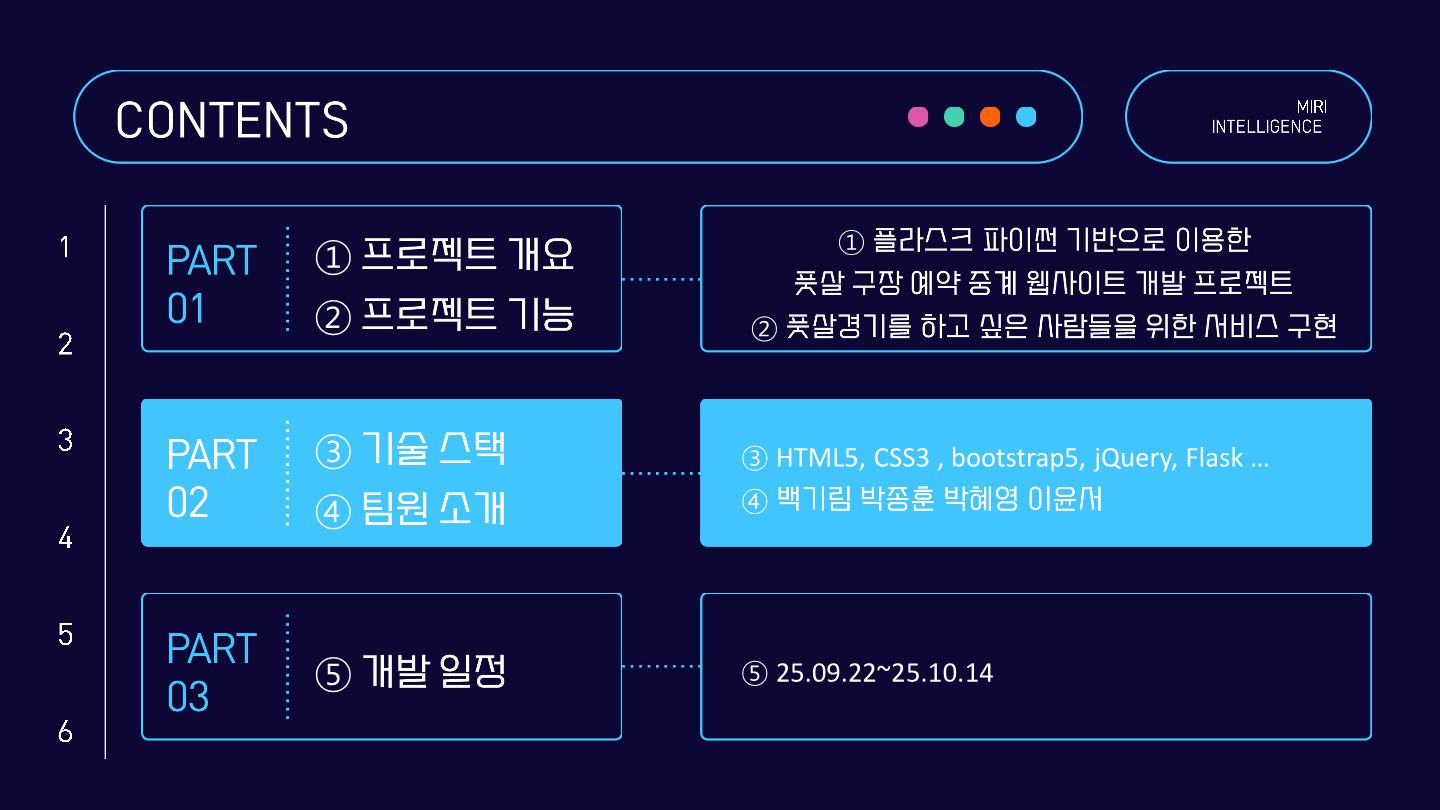 CONTENTS
MIRI
INTELLIGENCE
1
2
3
4
5
6
PART
01
① 프로젝트 개요
② 프로젝트 기능
① 플라스크 파이썬 기반으로 이용한
풋살 구장 예약 중계 웹사이트 개발 프로젝트
② 풋살경기를 하고 싶은 사람들을 위한 서비스 구현
PART
02
③ 기술 스택
④ 팀원 소개
③ HTML5, CSS3 , bootstrap5, jQuery, Flask ...
④ 백기림 박종훈 박혜영 이윤서
PART
03
⑤ 개발 일정
⑤ 25.09.22~25.10.14